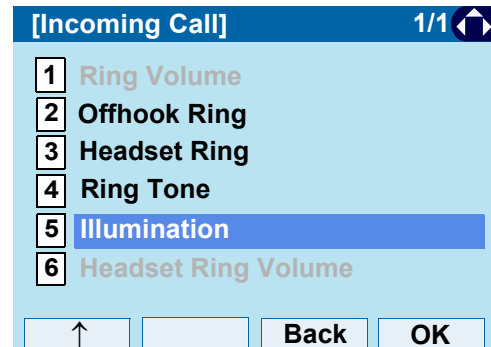 [Incoming Call] 1/1
1 Ring Volume
2 Offhook Ring
3 Headset Ring
4 Ring Tone
5 Illumination
6 Headset Ring Volume
↑ Back OK